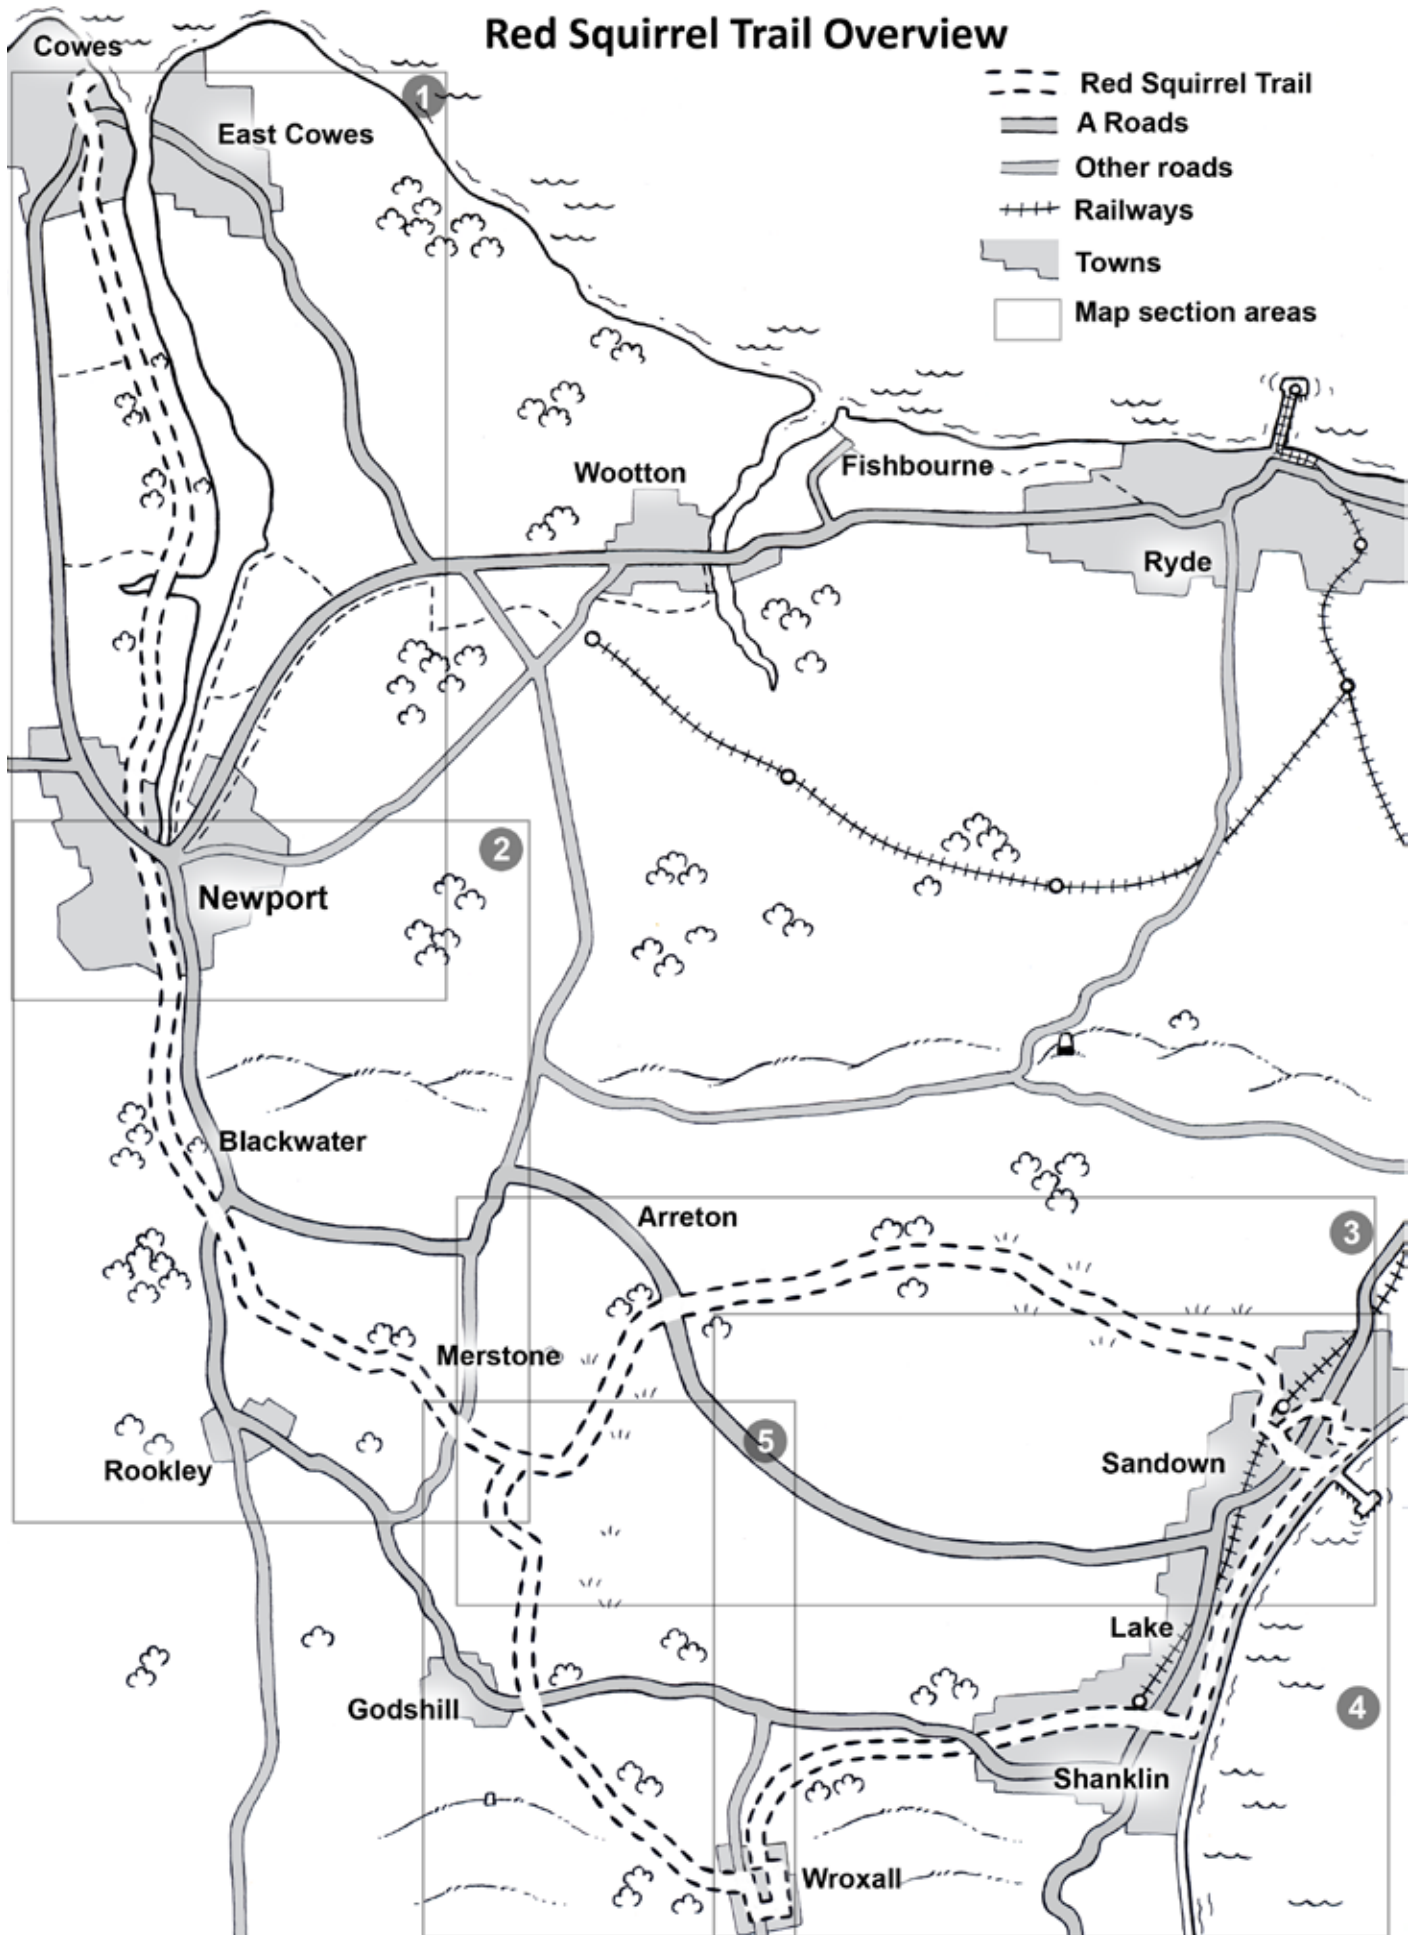 Red Squirrel Trail Overview
Cowes
1
Red Squirrel Trail
East Cowes
A Roads
Other roads
Railways
Towns
Map section areas
Wootton
Fishbourne
Ryde
2
Newport
Blackwater
Arreton
3
Merstone
5
Rookley
Sandown
Lake
Godshill
4
Shanklin
Wroxall